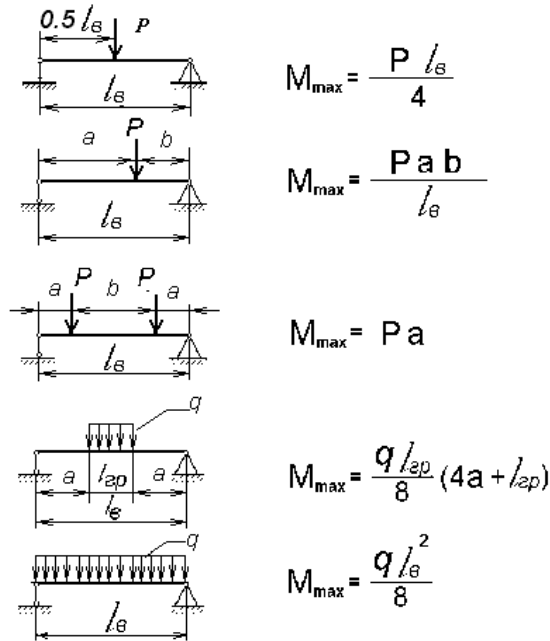 0.5 lв P
lв
Mmax = P lв / 4
a P b
lв
Mmax = P a b / lв
a P b P a
lв
Mmax = P a
q
a lгр a
lв
Mmax = q lгр / 8 (4a + lгр)
q
lв
Mmax = q lв² / 8